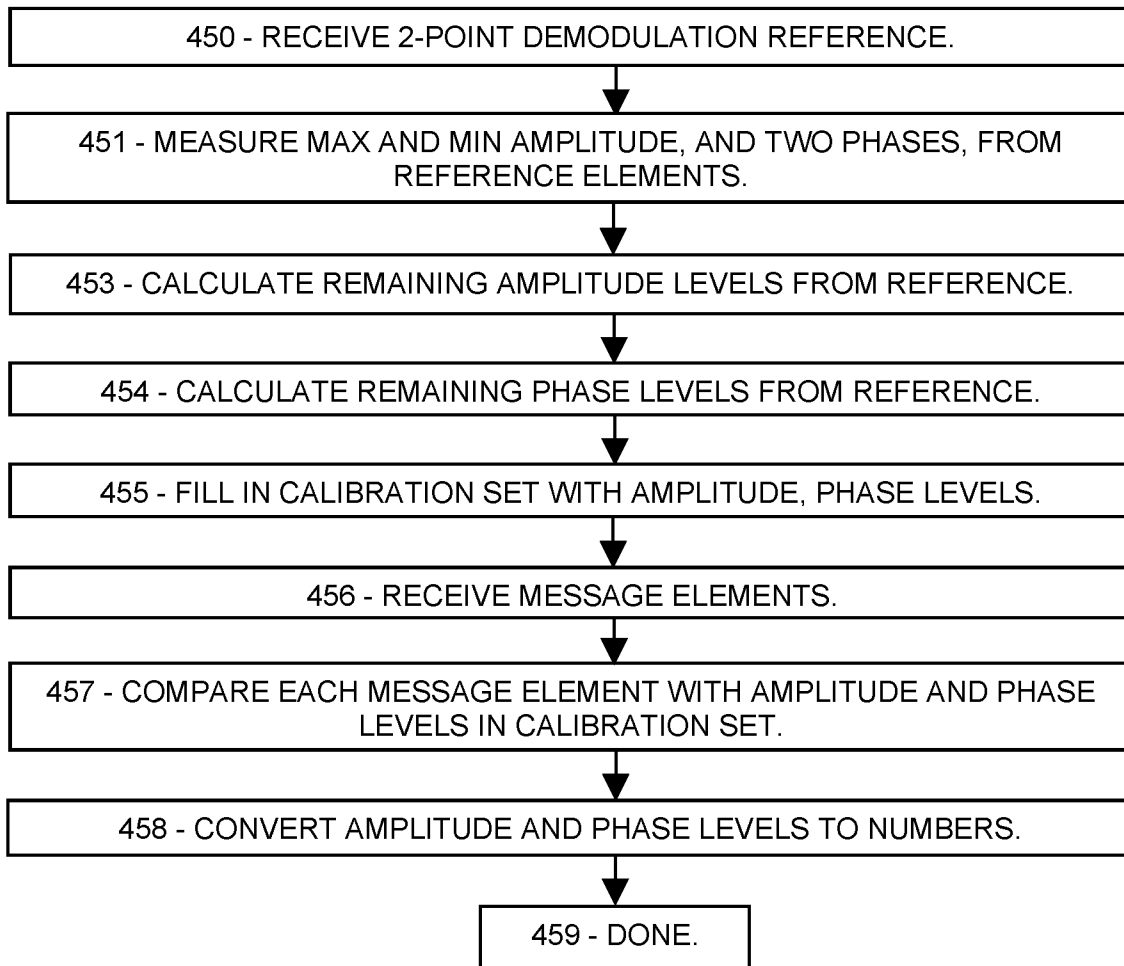 450 - RECEIVE 2-POINT DEMODULATION REFERENCE.
451 - MEASURE MAX AND MIN AMPLITUDE, AND TWO PHASES, FROM
REFERENCE ELEMENTS.
453 - CALCULATE REMAINING AMPLITUDE LEVELS FROM REFERENCE.
454 - CALCULATE REMAINING PHASE LEVELS FROM REFERENCE.
455 - FILL IN CALIBRATION SET WITH AMPLITUDE, PHASE LEVELS.
456 - RECEIVE MESSAGE ELEMENTS.
457 - COMPARE EACH MESSAGE ELEMENT WITH AMPLITUDE AND PHASE
LEVELS IN CALIBRATION SET.
458 - CONVERT AMPLITUDE AND PHASE LEVELS TO NUMBERS.
459 - DONE.